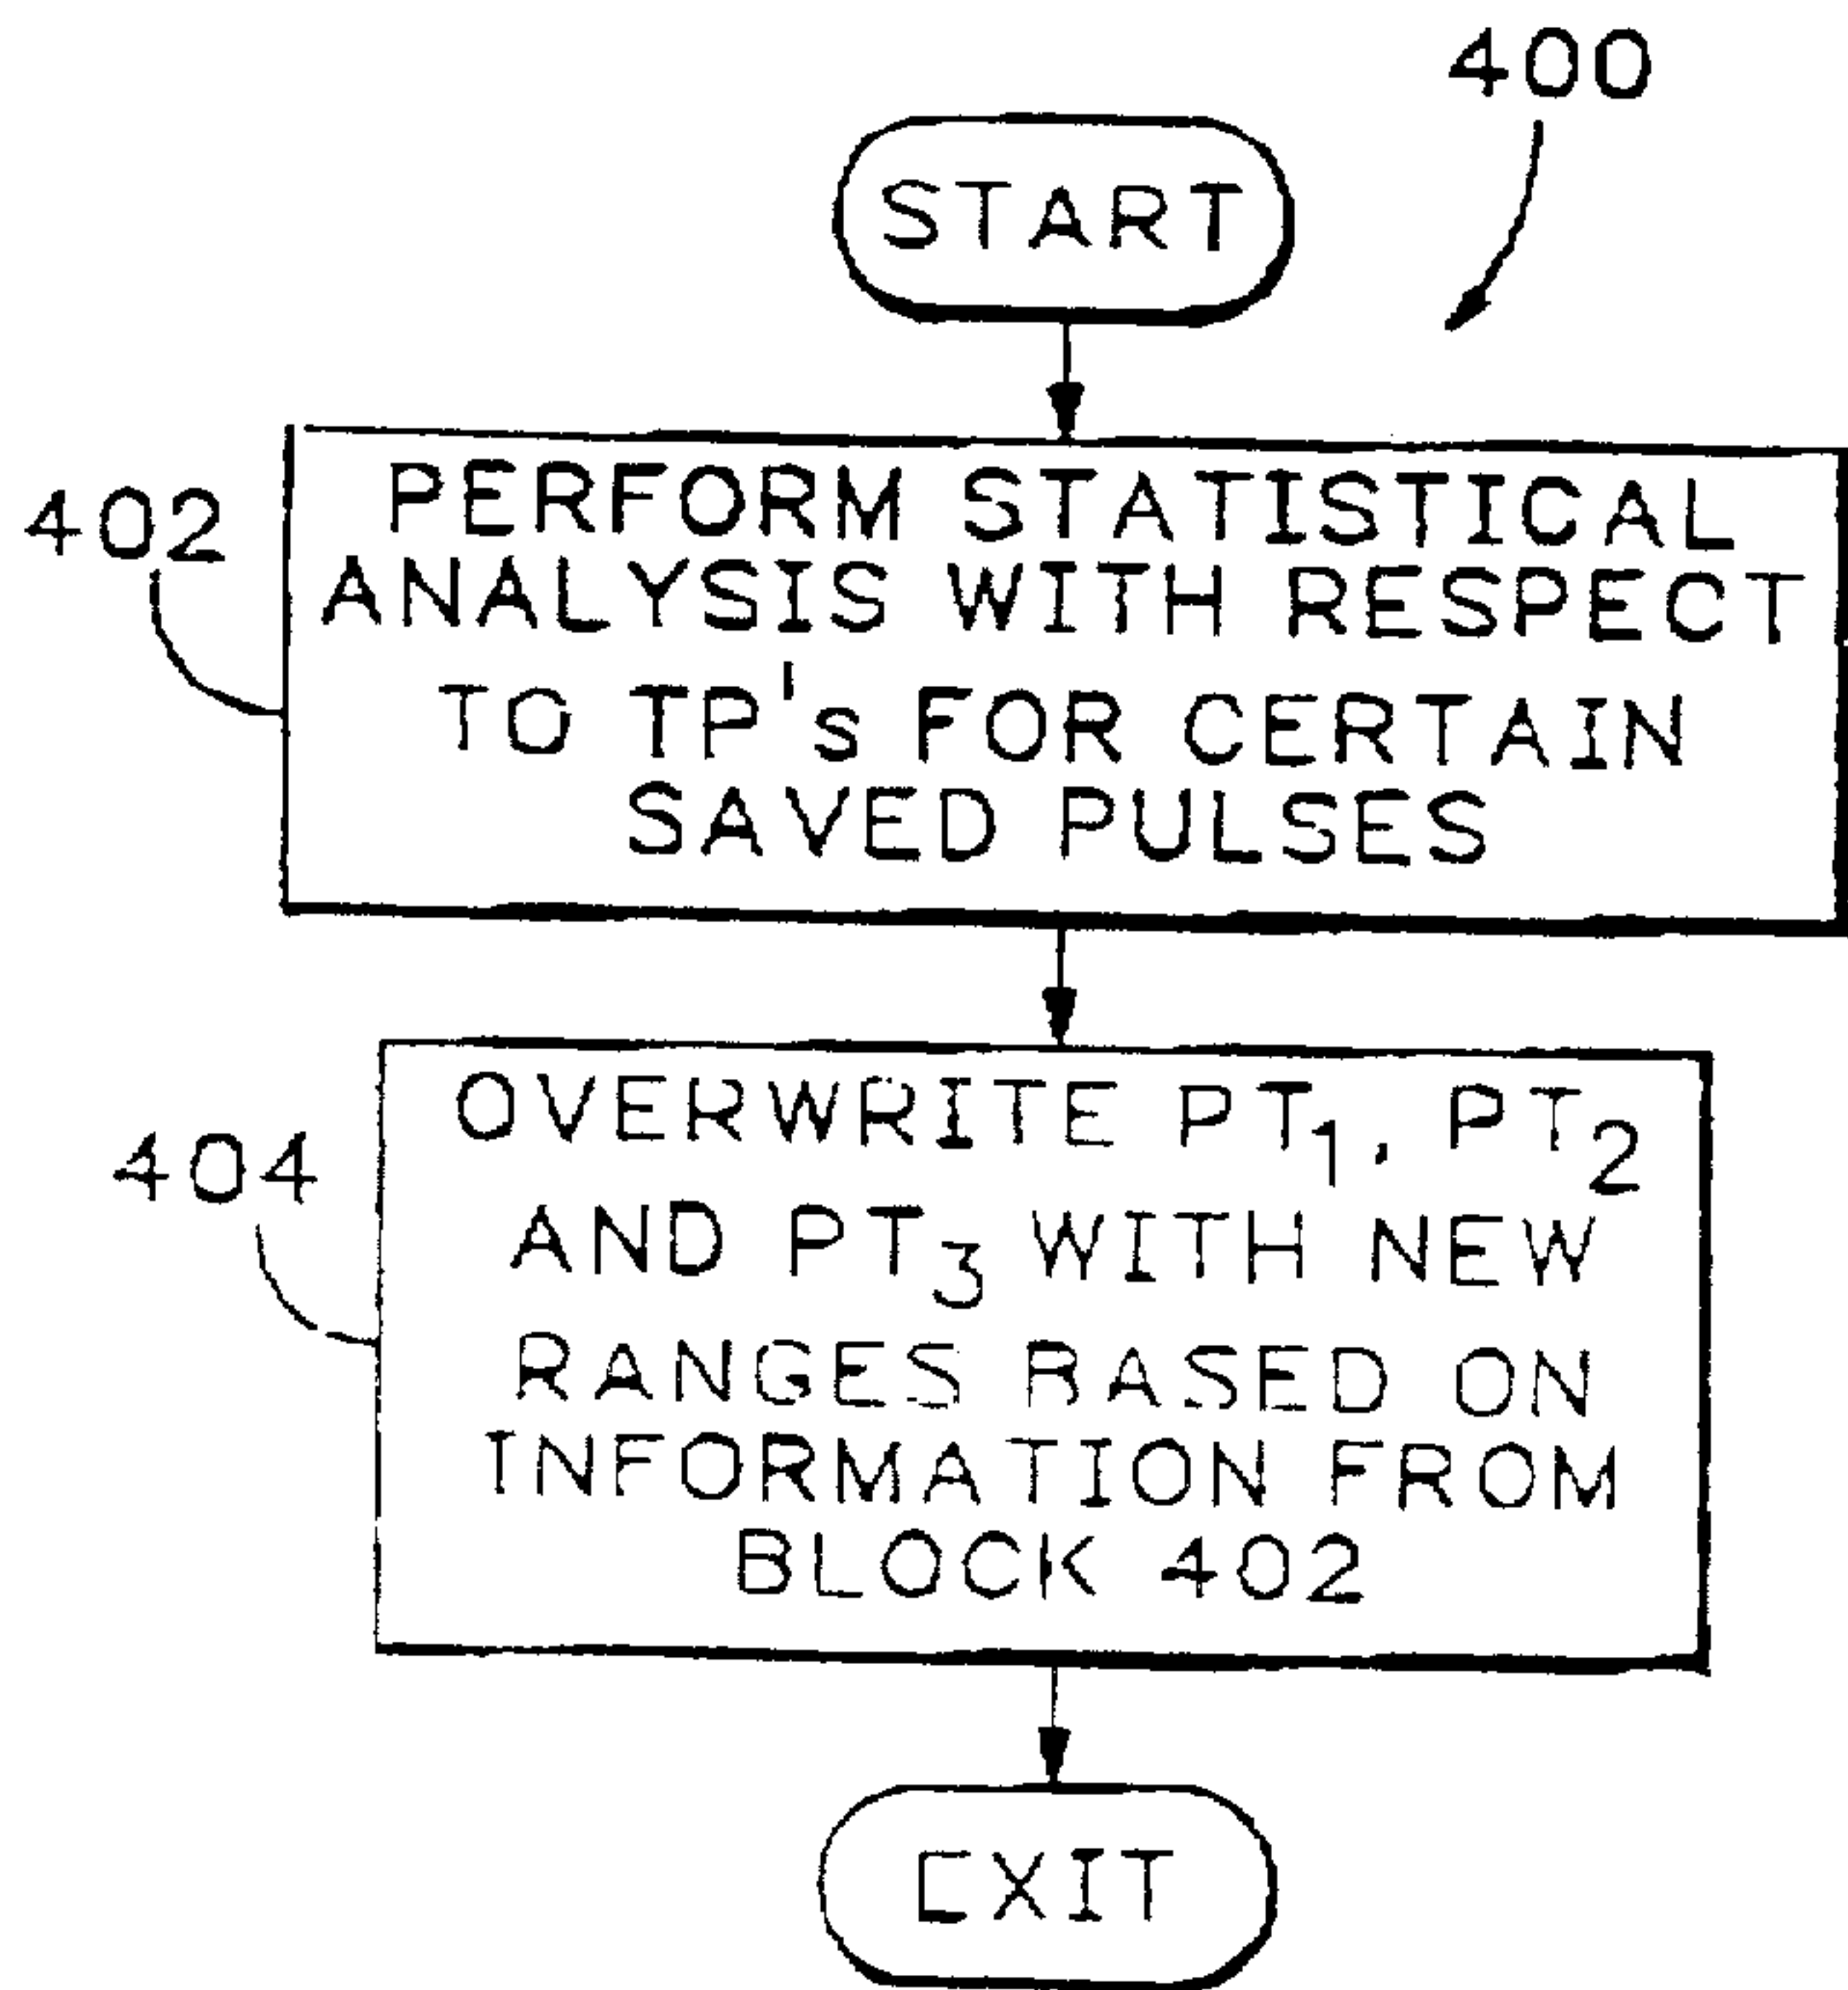 400
START
402
PERFORM STATISTICAL
ANALYSIS WITH RESPECT
TO TP's FOR CERTAIN
SAVED PULSES
404
OVERWRITE PT₁, PT₂
AND PT₃ WITH NEW
RANGES BASED ON
INFORMATION FROM
BLOCK 402
EXIT